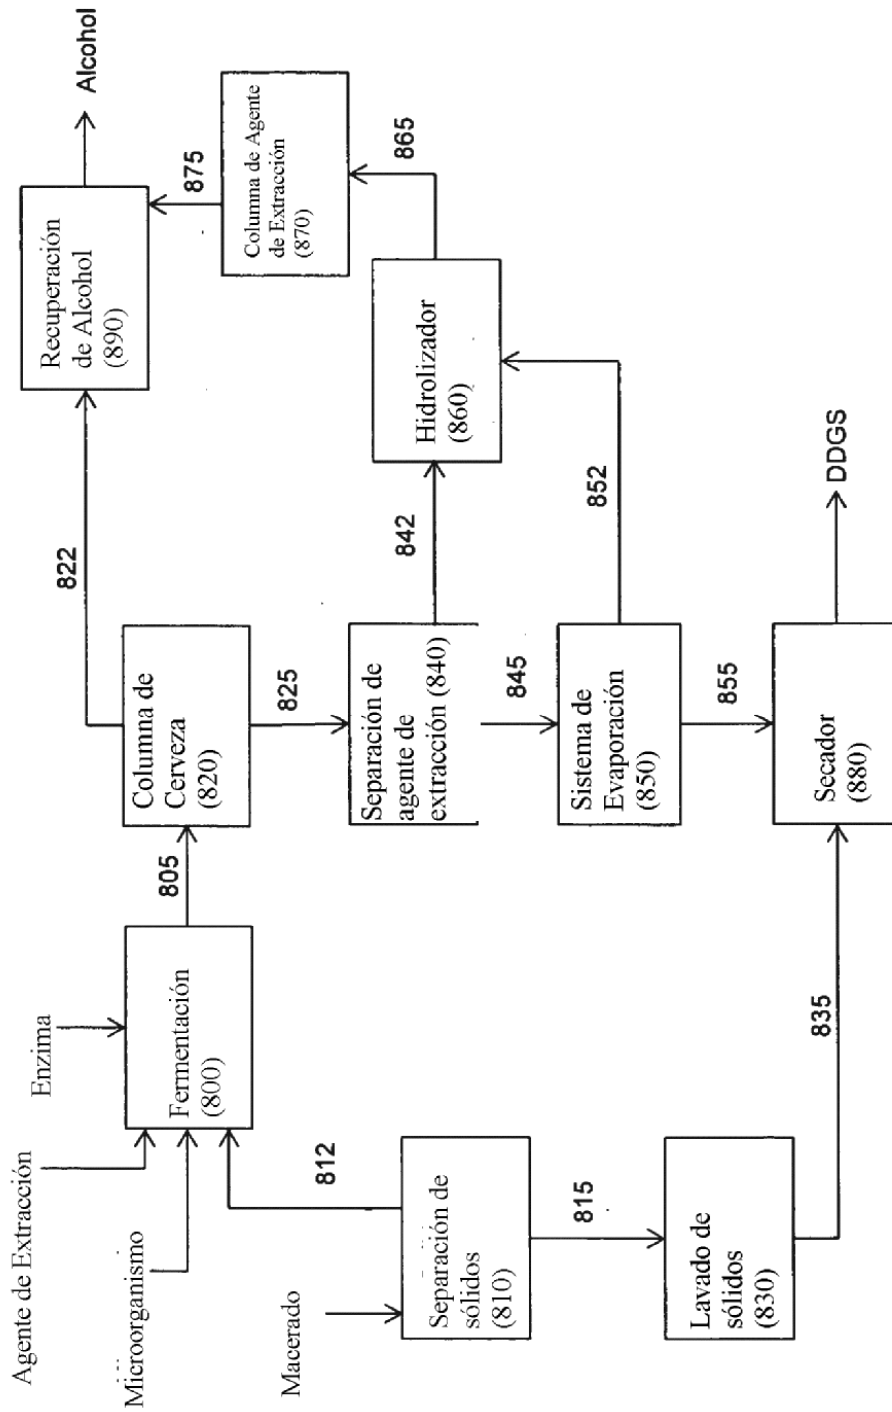 Agente de Extracción
Enzima
Microorganismo
Macerado
Fermentación
(800)
805
812
Separación de
sólidos
(810)
815
Lavado de
sólidos
(830)
835
Columna de
Cerveza
(820)
822
825
Separación de
agente de
extracción (840)
842
845
Sistema de
Evaporación
(850)
852
855
Secador
(880)
DDGS
Hidrolizador
(860)
865
Columna de Agente
de Extracción
(870)
875
Recuperación
de Alcohol
(890)
Alcohol